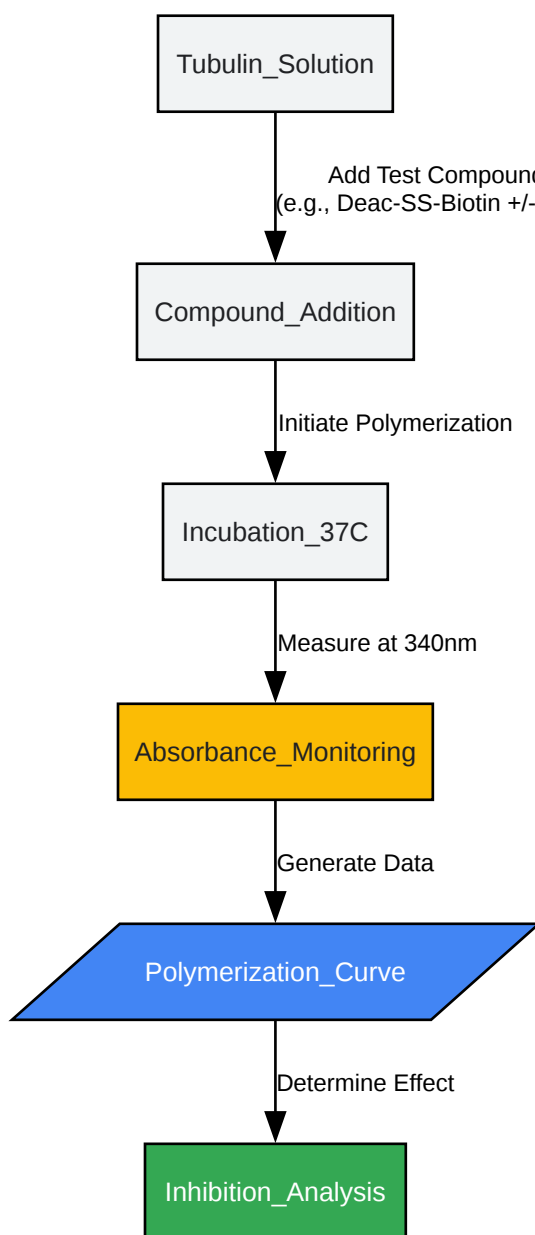 Tubulin_Solution
Add Test Compound
(e.g., Deac-SS-Biotin +/-
Compound_Addition
Initiate Polymerization
Incubation_37C
Measure at 340nm
Absorbance_Monitoring
Generate Data
Polymerization_Curve
Determine Effect
Inhibition_Analysis